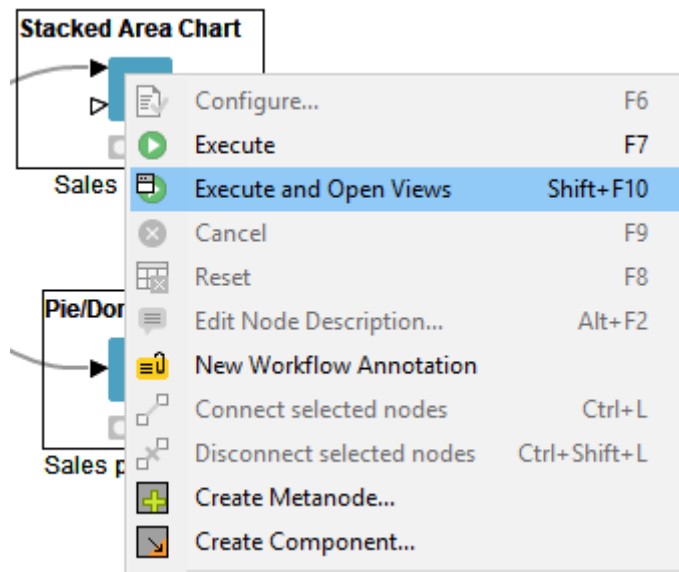 Stacked Area Chart
Configure... F6
Execute F7
Sales
Execute and Open Views Shift+F10
Cancel F9
Reset F8
Pie/Don
Edit Node Description... Alt+F2
New Workflow Annotation
Connect selected nodes Ctrl+L
Sales p
Disconnect selected nodes Ctrl+Shift+L
Create Metanode...
Create Component...